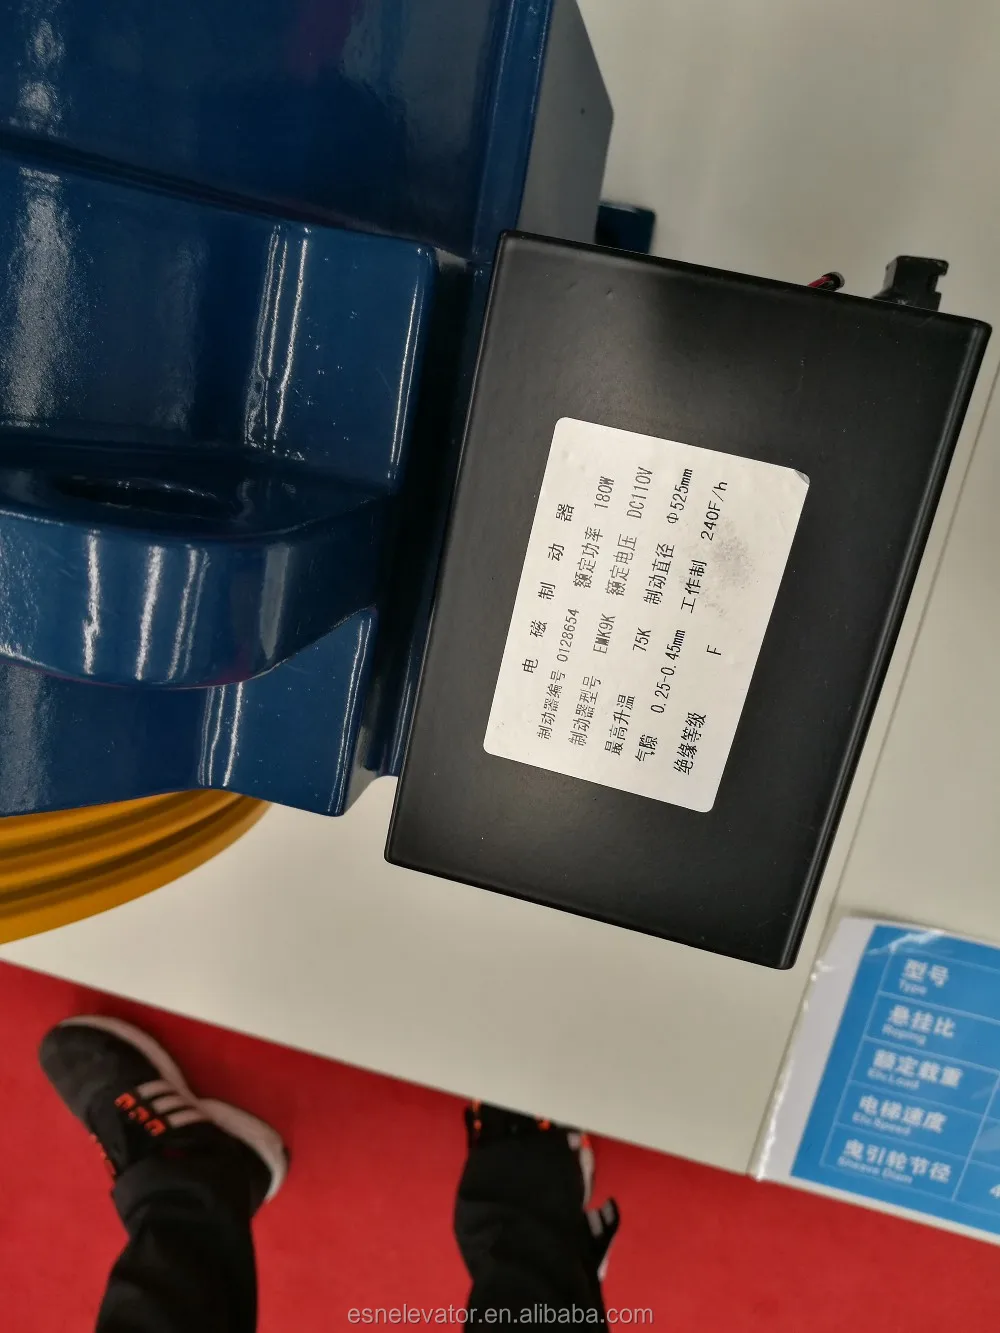 电磁制动器
制动器编号 0128654 额定功率 180W
制动器型号 EMK9K 额定电压 DC110V
最高升温 75K 制动直径 Φ525mm
气隙 0.25-0.45mm 工作制 240F/h
绝缘等级 F
型号
Type
悬挂比
Roping
额定载重
Ele.Load
电梯速度
Ele.Speed
曳引轮节径
Sheave Diam
esnelevator.en.alibaba.com